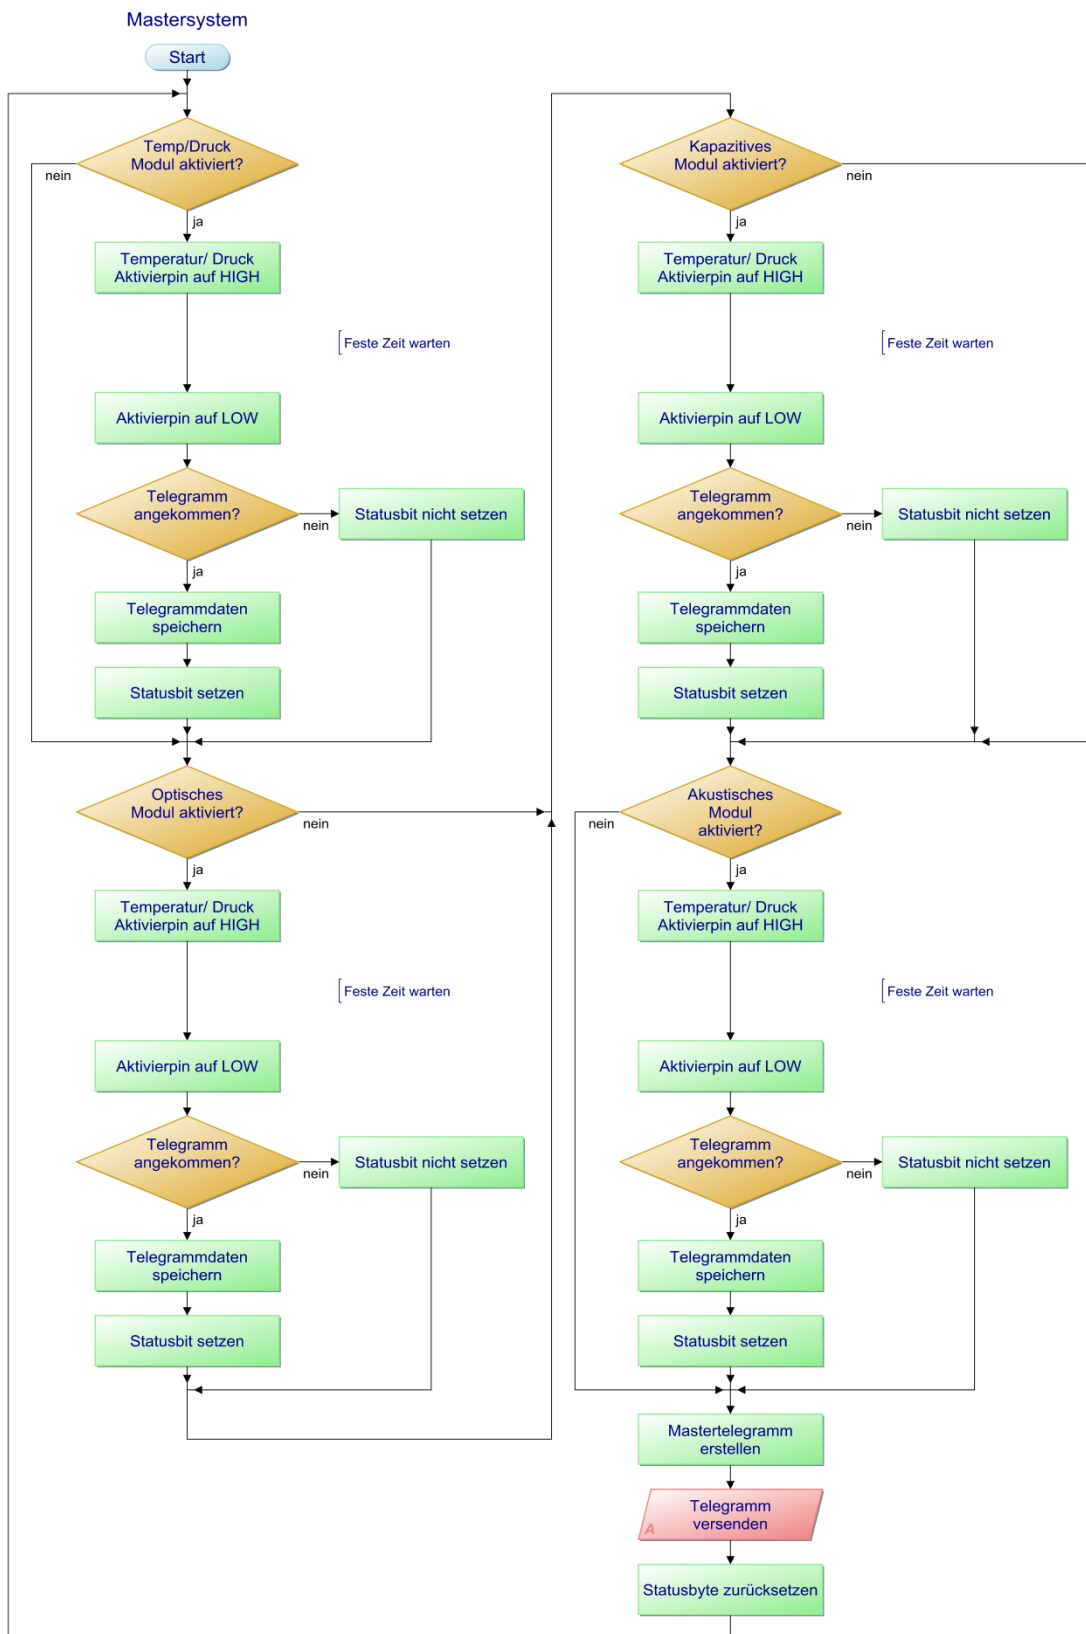 Mastersystem
Start
Temp/Druck
Modul aktiviert?
nein
ja
Temperatur/ Druck
Aktivierpin auf HIGH
Feste Zeit warten
Aktivierpin auf LOW
Telegramm
angekommen?
nein
Statusbit nicht setzen
ja
Telegrammdaten
speichern
Statusbit setzen
Optisches
Modul aktiviert?
nein
ja
Temperatur/ Druck
Aktivierpin auf HIGH
Feste Zeit warten
Aktivierpin auf LOW
Telegramm
angekommen?
nein
Statusbit nicht setzen
ja
Telegrammdaten
speichern
Statusbit setzen
Kapazitives
Modul aktiviert?
nein
ja
Temperatur/ Druck
Aktivierpin auf HIGH
Feste Zeit warten
Aktivierpin auf LOW
Telegramm
angekommen?
nein
Statusbit nicht setzen
ja
Telegrammdaten
speichern
Statusbit setzen
Akustisches
Modul
aktiviert?
nein
ja
Temperatur/ Druck
Aktivierpin auf HIGH
Feste Zeit warten
Aktivierpin auf LOW
Telegramm
angekommen?
nein
Statusbit nicht setzen
ja
Telegrammdaten
speichern
Statusbit setzen
Mastertelegramm
erstellen
Telegramm
versenden
A
Statusbyte zurücksetzen